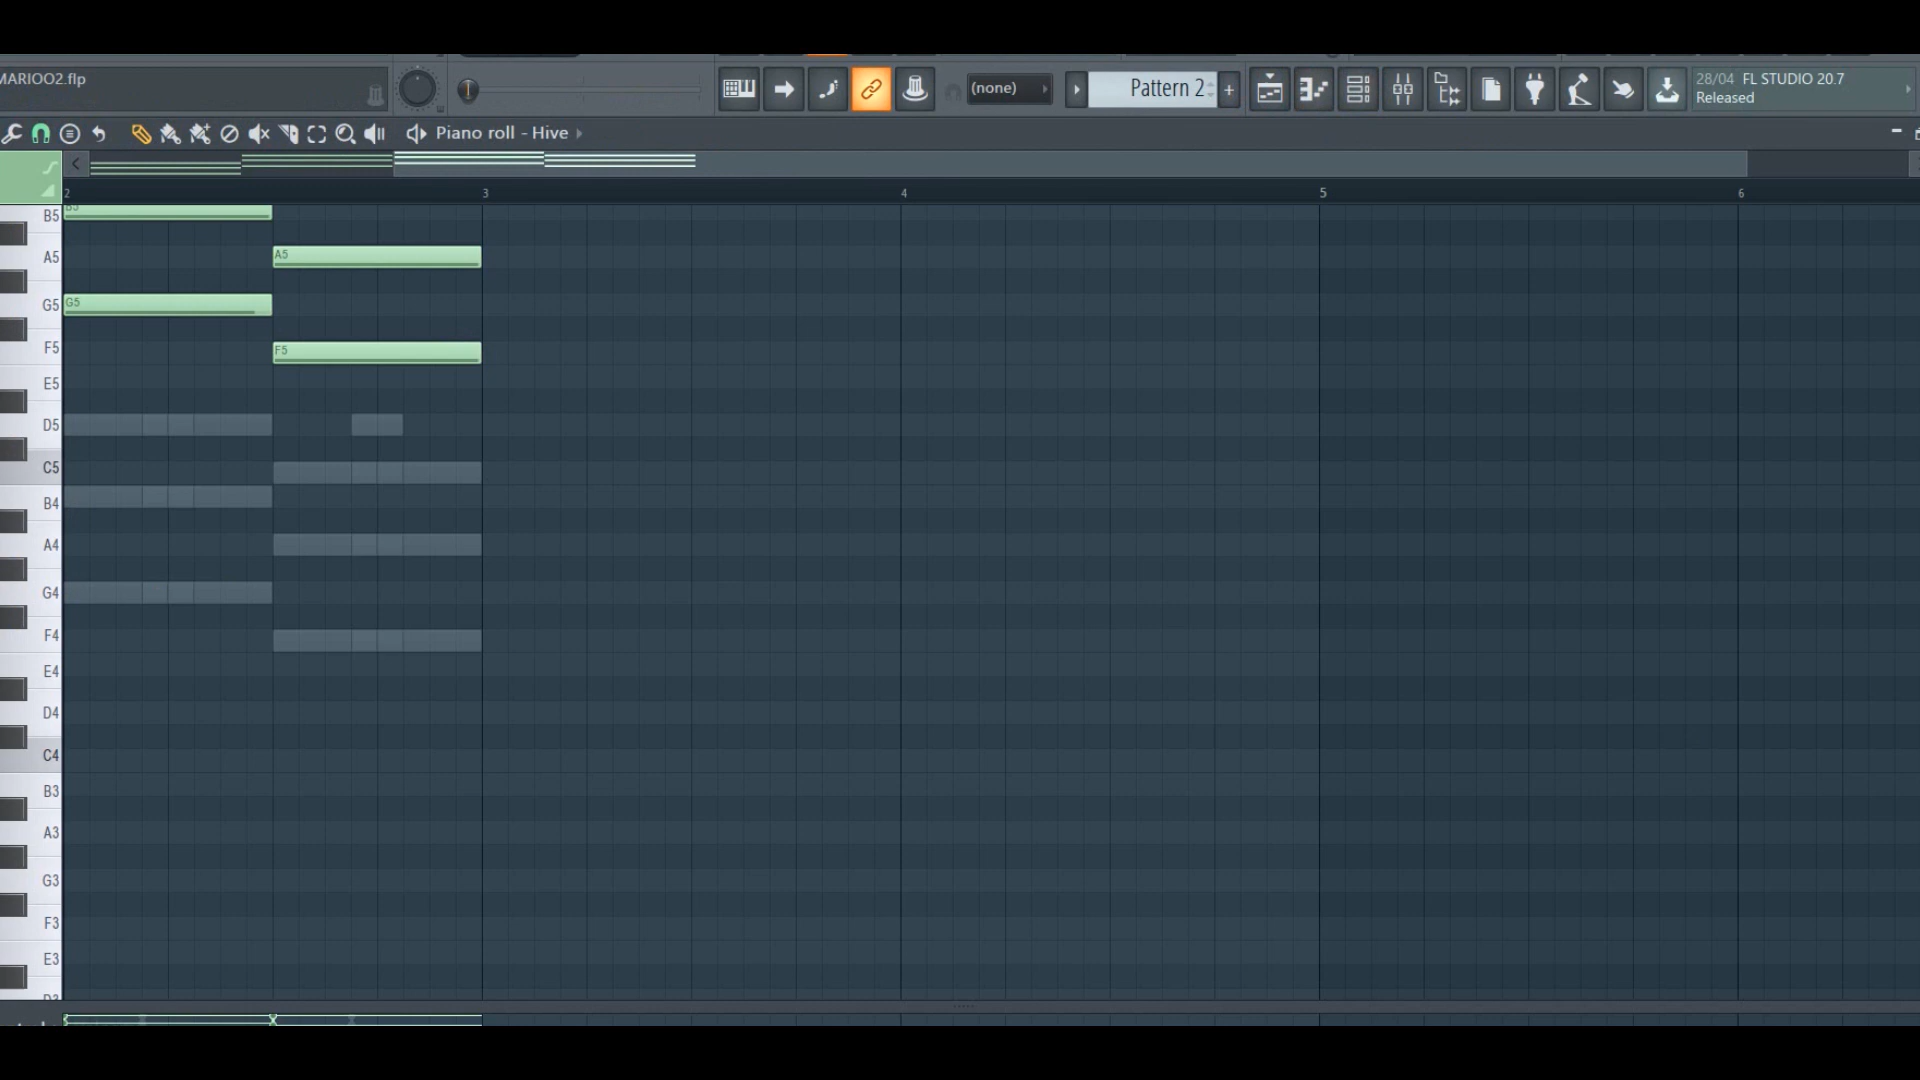 MARIOO2.flp
(none)
Pattern 2
+
28/04 FL STUDIO 20.7
Released
Piano roll - Hive
2 3 4 5 6
B5
B5
A5
A5
G5
G5
F5
F5
E5
D5
C5
B4
A4
G4
F4
E4
D4
C4
B3
A3
G3
F3
E3
D3